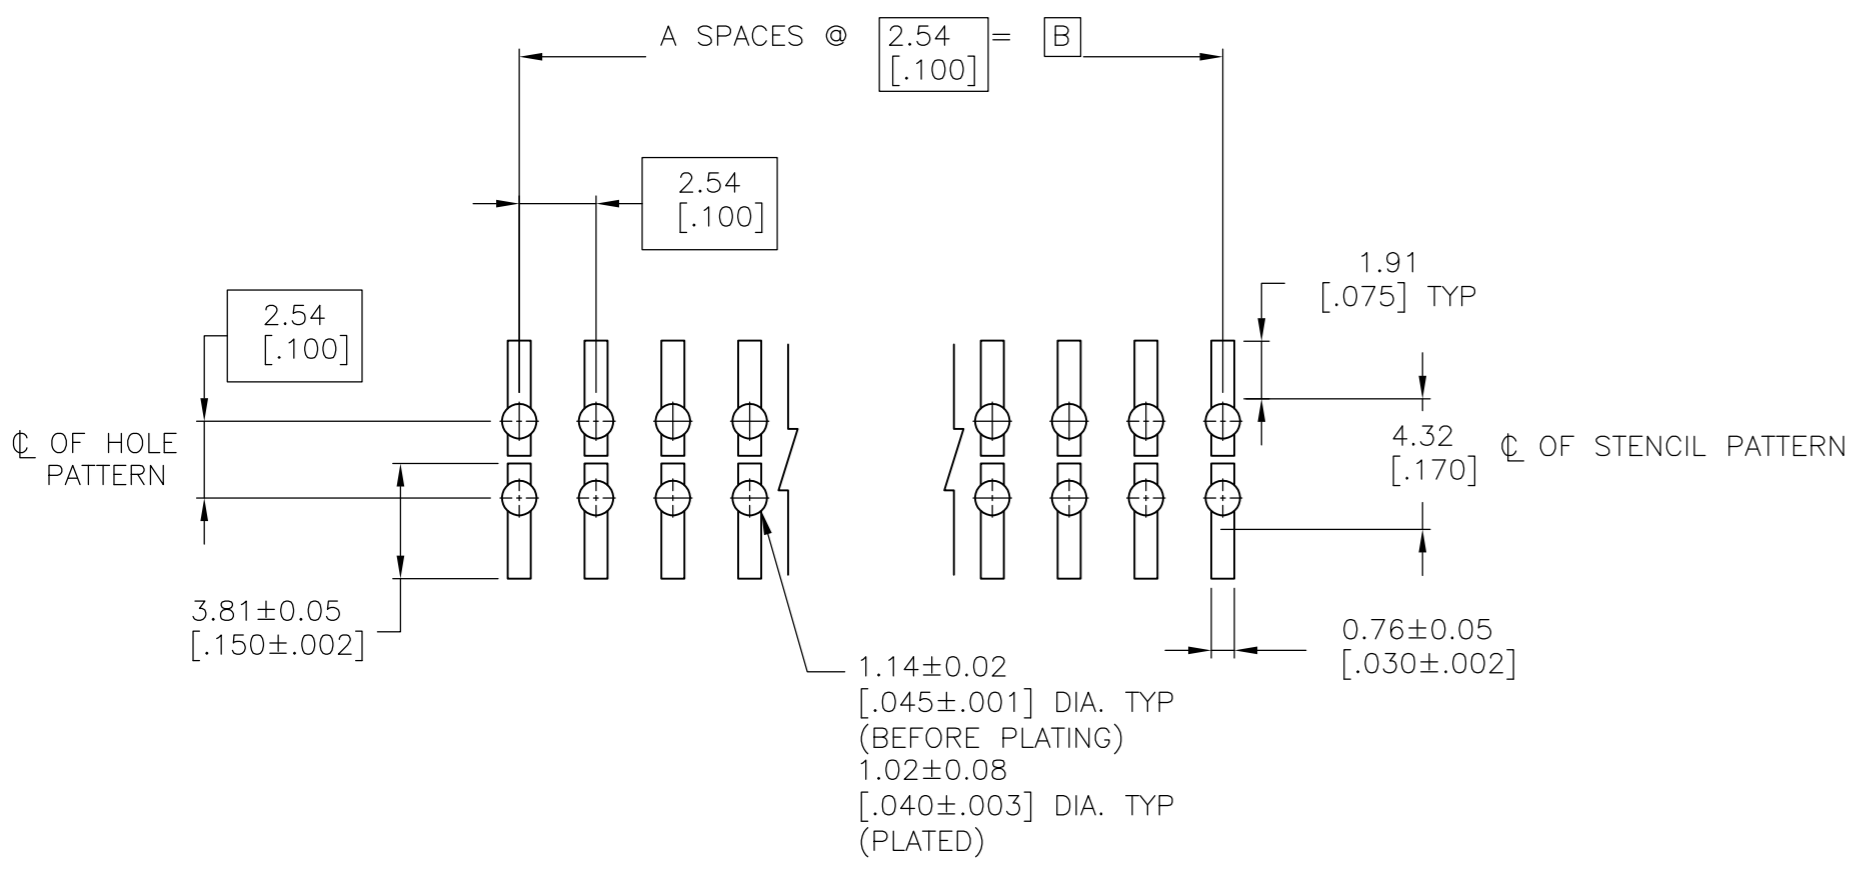 A SPACES @ 2.54 = B
[.100]
2.54
[.100]
2.54
[.100]
1.91
[.075] TYP
℄ OF HOLE
PATTERN
4.32
[.170]
℄ OF STENCIL PATTERN
3.81±0.05
[.150±.002]
0.76±0.05
[.030±.002]
1.14±0.02
[.045±.001] DIA. TYP
(BEFORE PLATING)
1.02±0.08
[.040±.003] DIA. TYP
(PLATED)